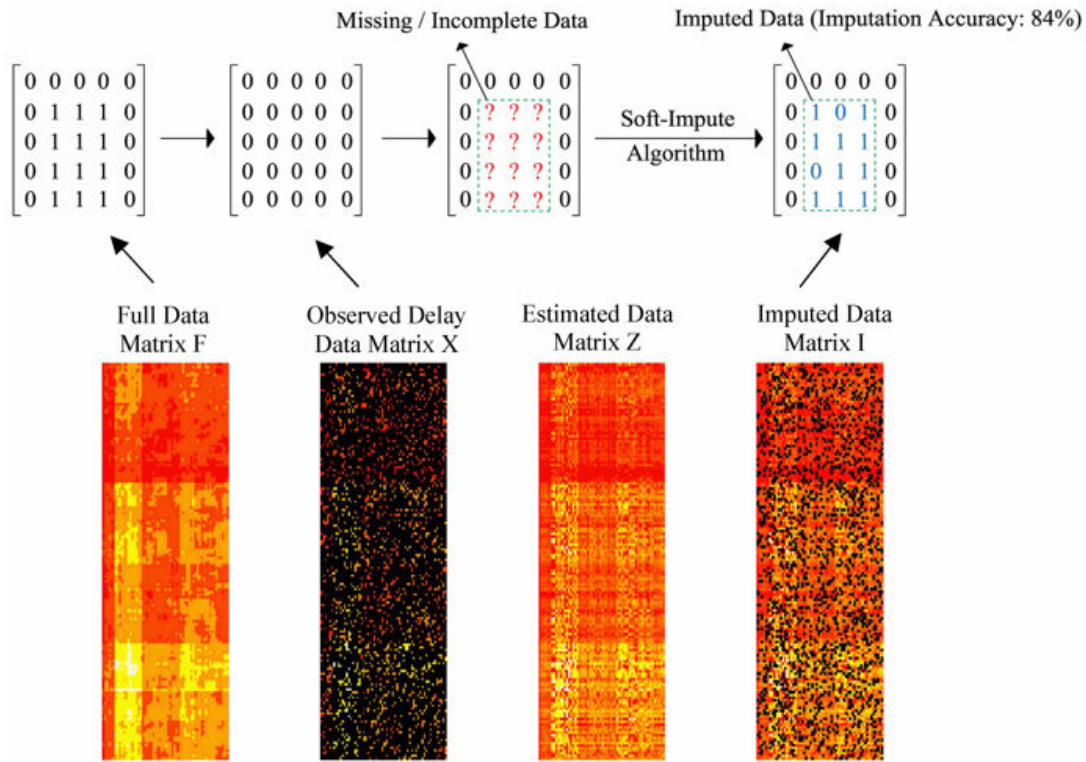 Missing / Incomplete Data
Imputed Data (Imputation Accuracy: 84%)
0 0 0 0 0
0 1 1 1 0
0 1 1 1 0
0 1 1 1 0
0 1 1 1 0
0 0 0 0 0
0 0 0 0 0
0 0 0 0 0
0 0 0 0 0
0 0 0 0 0
0 0 0 0 0
0 ? ? ? 0
0 ? ? ? 0
0 ? ? ? 0
0 ? ? ? 0
Soft-Impute
Algorithm
0 0 0 0 0
0 1 0 1 0
0 1 1 1 0
0 0 1 1 0
0 1 1 1 0
Full Data
Matrix F
Observed Delay
Data Matrix X
Estimated Data
Matrix Z
Imputed Data
Matrix I